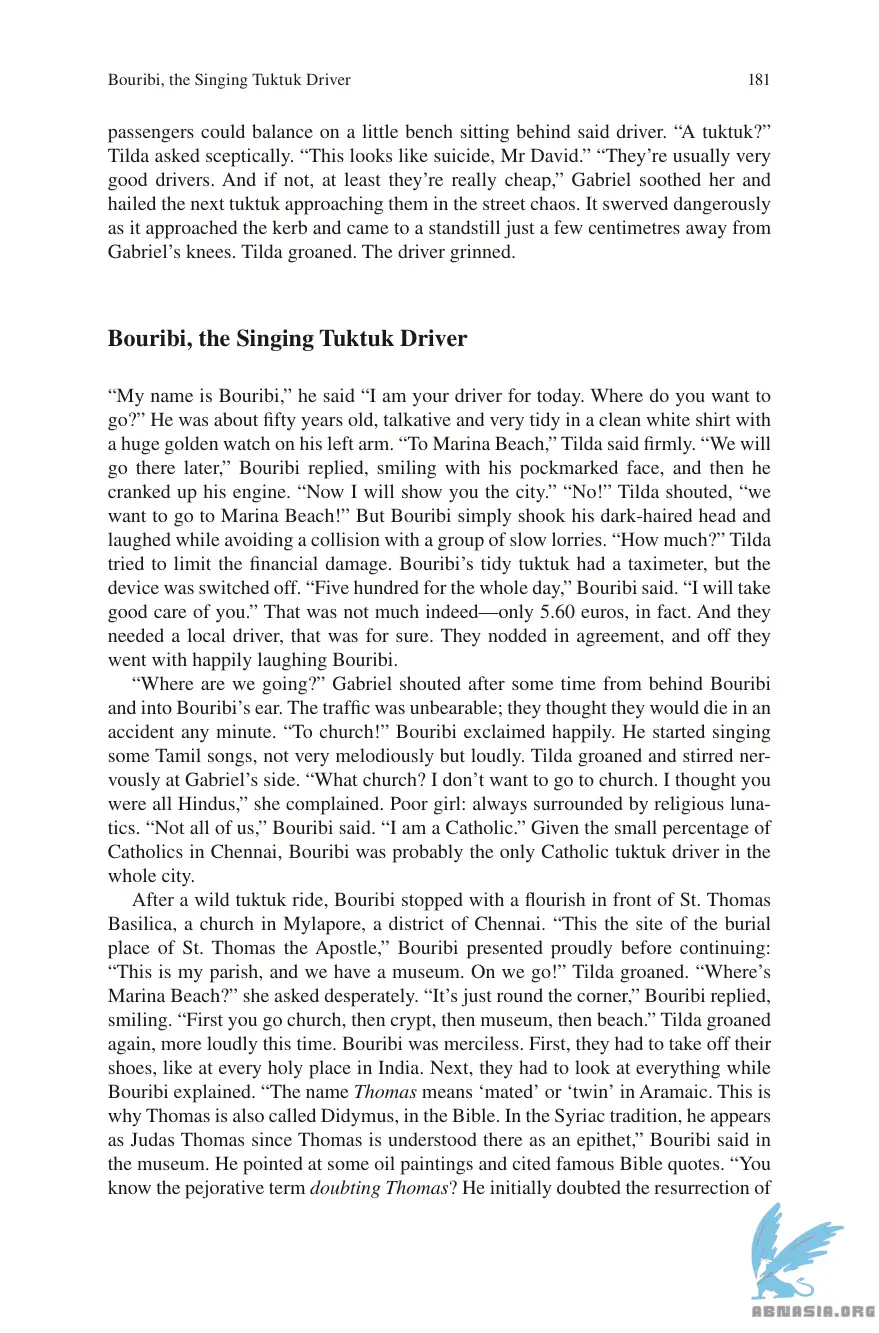 Bouribi, the Singing Tuktuk Driver 181
passengers could balance on a little bench sitting behind said driver. “A tuktuk?”
Tilda asked sceptically. “This looks like suicide, Mr David.” “They’re usually very
good drivers. And if not, at least they’re really cheap,” Gabriel soothed her and
hailed the next tuktuk approaching them in the street chaos. It swerved dangerously
as it approached the kerb and came to a standstill just a few centimetres away from
Gabriel’s knees. Tilda groaned. The driver grinned.
Bouribi, the Singing Tuktuk Driver
“My name is Bouribi,” he said “I am your driver for today. Where do you want to
go?” He was about fifty years old, talkative and very tidy in a clean white shirt with
a huge golden watch on his left arm. “To Marina Beach,” Tilda said firmly. “We will
go there later,” Bouribi replied, smiling with his pockmarked face, and then he
cranked up his engine. “Now I will show you the city.” “No!” Tilda shouted, “we
want to go to Marina Beach!” But Bouribi simply shook his dark-haired head and
laughed while avoiding a collision with a group of slow lorries. “How much?” Tilda
tried to limit the financial damage. Bouribi’s tidy tuktuk had a taximeter, but the
device was switched off. “Five hundred for the whole day,” Bouribi said. “I will take
good care of you.” That was not much indeed—only 5.60 euros, in fact. And they
needed a local driver, that was for sure. They nodded in agreement, and off they
went with happily laughing Bouribi.
“Where are we going?” Gabriel shouted after some time from behind Bouribi
and into Bouribi’s ear. The traffic was unbearable; they thought they would die in an
accident any minute. “To church!” Bouribi exclaimed happily. He started singing
some Tamil songs, not very melodiously but loudly. Tilda groaned and stirred ner-
vously at Gabriel’s side. “What church? I don’t want to go to church. I thought you
were all Hindus,” she complained. Poor girl: always surrounded by religious luna-
tics. “Not all of us,” Bouribi said. “I am a Catholic.” Given the small percentage of
Catholics in Chennai, Bouribi was probably the only Catholic tuktuk driver in the
whole city.
After a wild tuktuk ride, Bouribi stopped with a flourish in front of St. Thomas
Basilica, a church in Mylapore, a district of Chennai. “This the site of the burial
place of St. Thomas the Apostle,” Bouribi presented proudly before continuing:
“This is my parish, and we have a museum. On we go!” Tilda groaned. “Where’s
Marina Beach?” she asked desperately. “It’s just round the corner,” Bouribi replied,
smiling. “First you go church, then crypt, then museum, then beach.” Tilda groaned
again, more loudly this time. Bouribi was merciless. First, they had to take off their
shoes, like at every holy place in India. Next, they had to look at everything while
Bouribi explained. “The name Thomas means ‘mated’ or ‘twin’ in Aramaic. This is
why Thomas is also called Didymus, in the Bible. In the Syriac tradition, he appears
as Judas Thomas since Thomas is understood there as an epithet,” Bouribi said in
the museum. He pointed at some oil paintings and cited famous Bible quotes. “You
know the pejorative term doubting Thomas? He initially doubted the resurrection of
ABNASIA.ORG